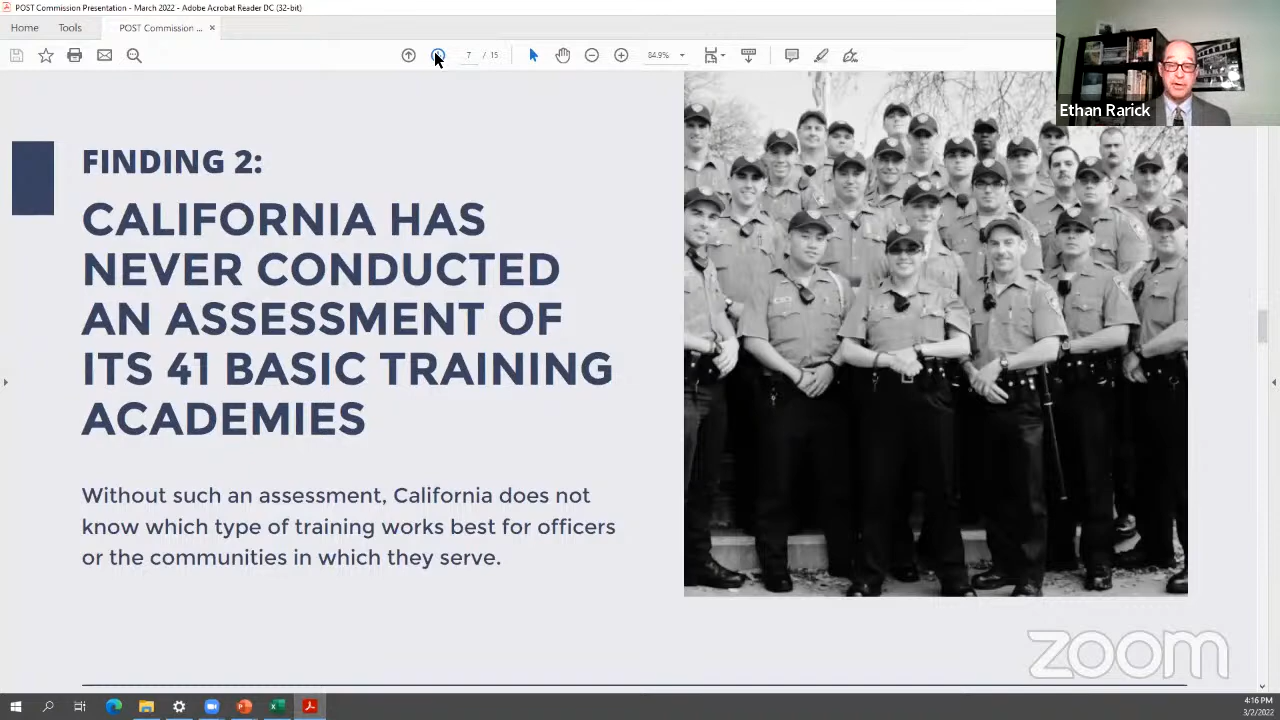 POST Commission Presentation - March 2022 - Adobe Acrobat Reader DC (32-bit)
Home
Tools
POST Commission ...
7 / 15
84.9%
Ethan Rarick
FINDING 2:
CALIFORNIA HAS
NEVER CONDUCTED
AN ASSESSMENT OF
ITS 41 BASIC TRAINING
ACADEMIES
Without such an assessment, California does not
know which type of training works best for officers
or the communities in which they serve.
zoom
4:16 PM
3/2/2022